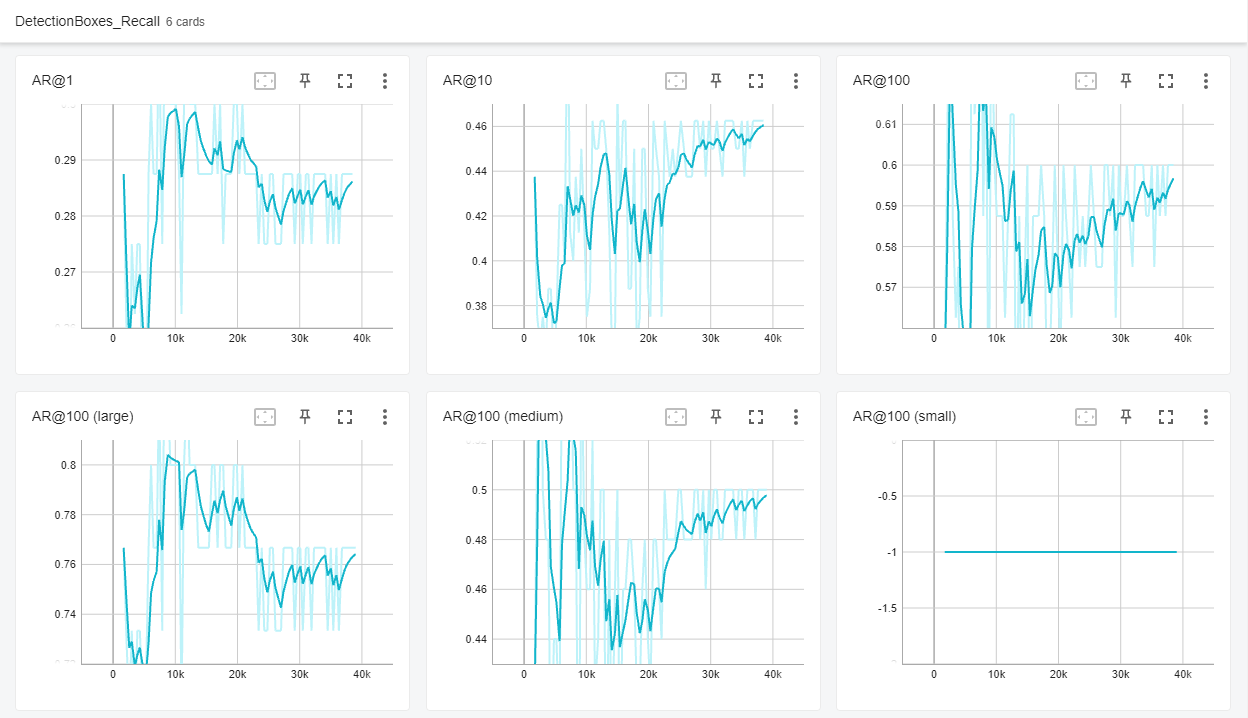 DetectionBoxes_Recall 6 cards
AR@1
0.29
0.28
0.27
0 10k 20k 30k 40k
AR@10
0.46
0.44
0.42
0.4
0.38
0 10k 20k 30k 40k
AR@100
0.61
0.6
0.59
0.58
0.57
0 10k 20k 30k 40k
AR@100 (large)
0.8
0.78
0.76
0.74
0 10k 20k 30k 40k
AR@100 (medium)
0.5
0.48
0.46
0.44
0 10k 20k 30k 40k
AR@100 (small)
-0.5
-1
-1.5
0 10k 20k 30k 40k